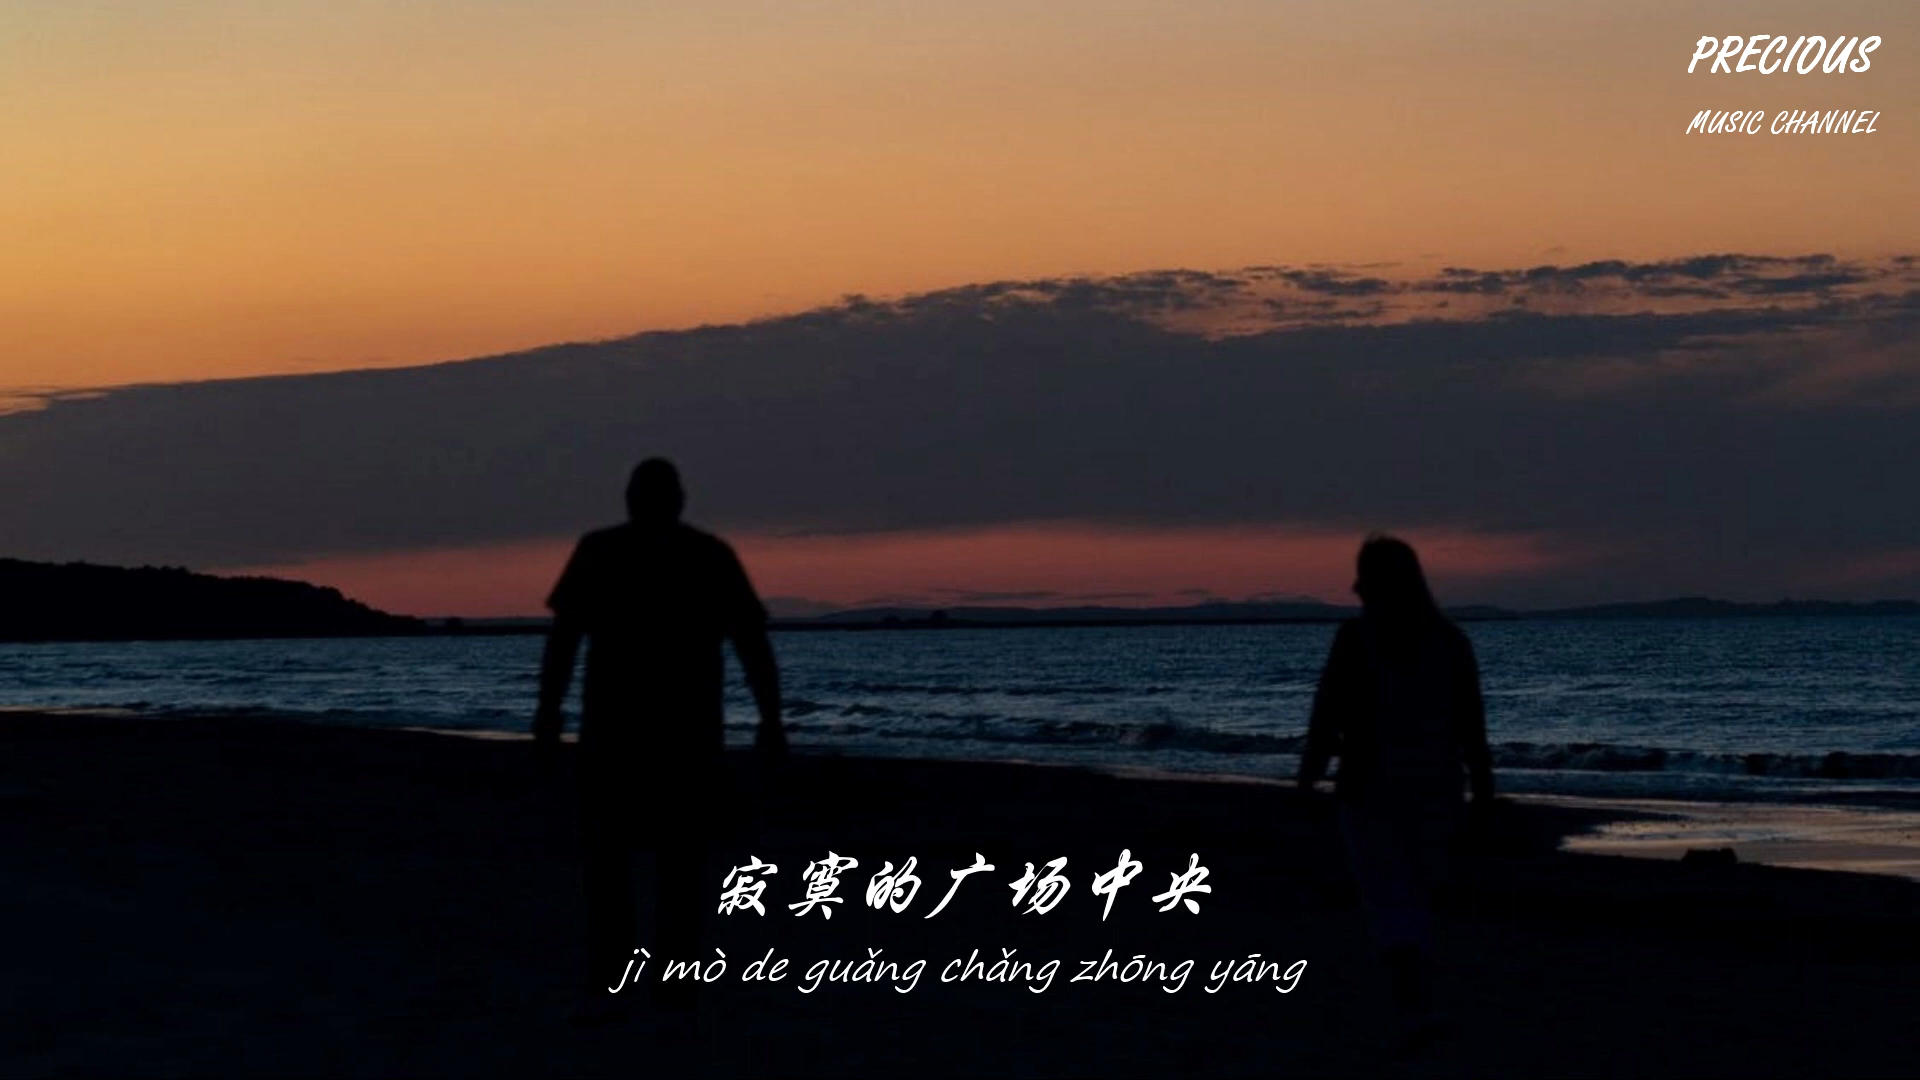 PRECIOUS
MUSIC CHANNEL
寂寞的广场中央
jì mò de guǎng chǎng zhōng yāng